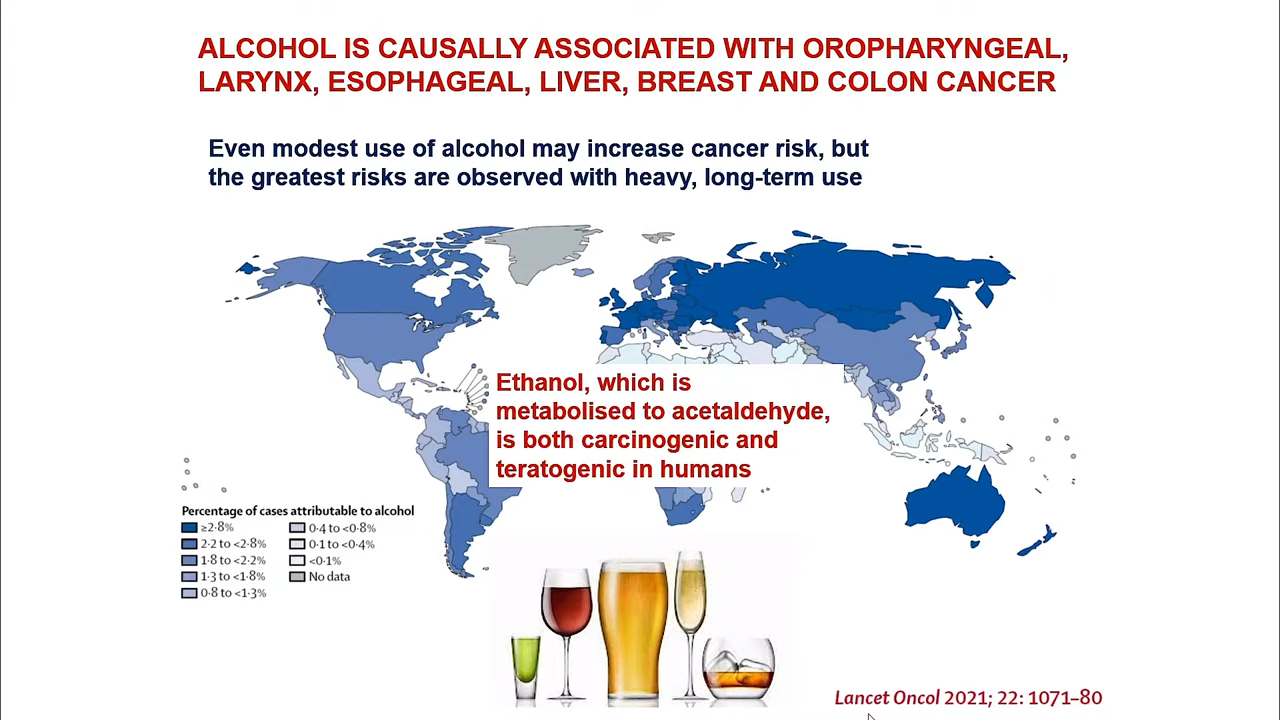 ALCOHOL IS CAUSALLY ASSOCIATED WITH OROPHARYNGEAL,
LARYNX, ESOPHAGEAL, LIVER, BREAST AND COLON CANCER
Even modest use of alcohol may increase cancer risk, but
the greatest risks are observed with heavy, long-term use
Ethanol, which is
metabolised to acetaldehyde,
is both carcinogenic and
teratogenic in humans
Percentage of cases attributable to alcohol
≥2·8%
2·2 to <2·8%
1·8 to <2·2%
1·3 to <1·8%
0·8 to <1·3%
0·4 to <0·8%
0·1 to <0·4%
<0·1%
No data
Lancet Oncol 2021; 22: 1071–80